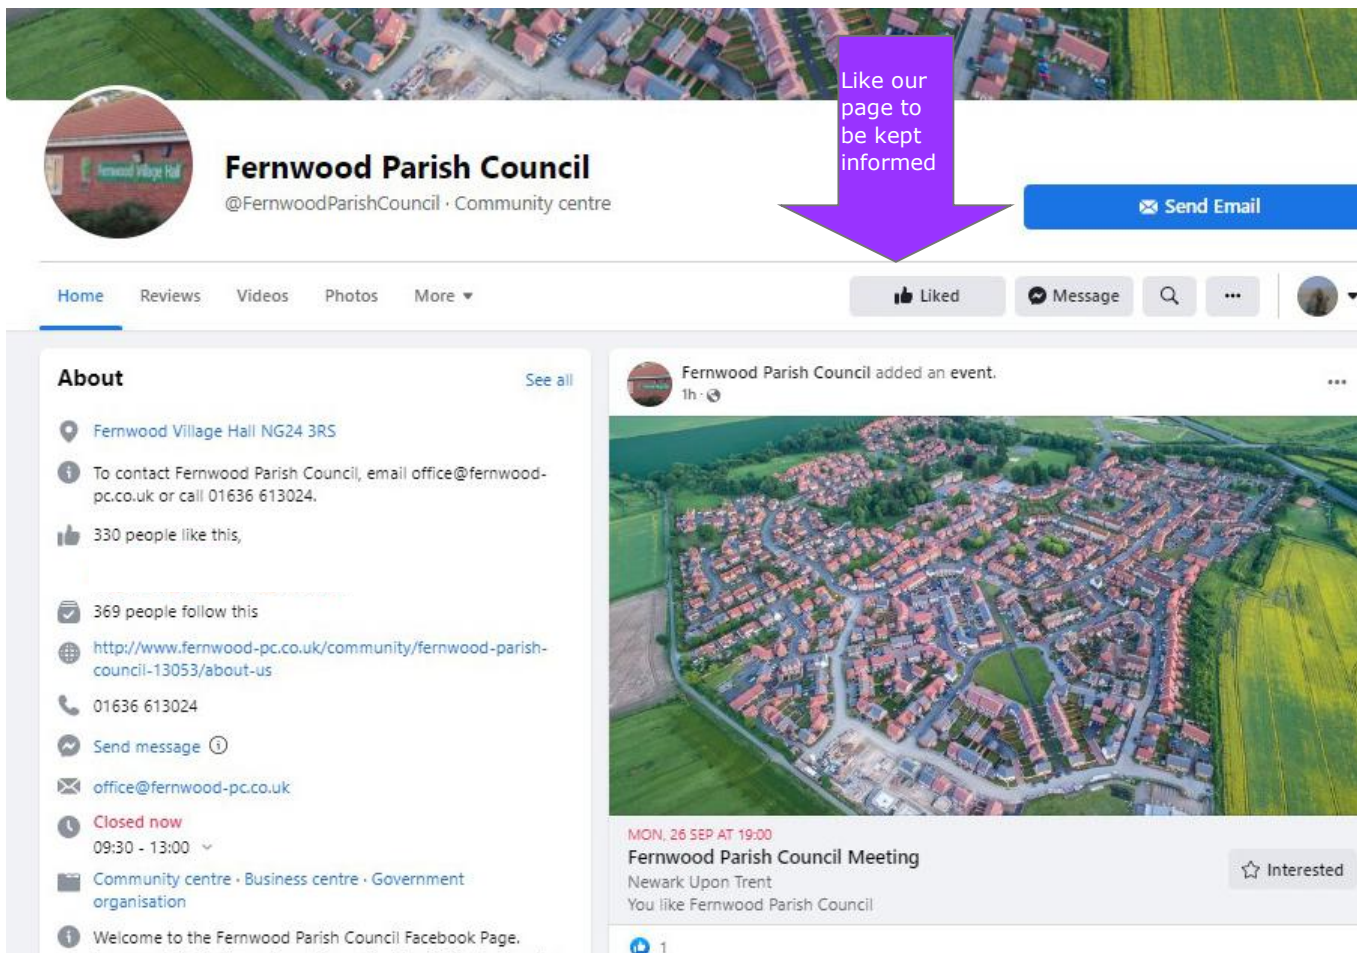 Like our
page to
be kept
informed
Fernwood Village Hall
Fernwood Parish Council
@FernwoodParishCouncil · Community centre
Send Email
Home
Reviews
Videos
Photos
More
Liked
Message
About
See all
Fernwood Village Hall NG24 3RS
To contact Fernwood Parish Council, email office@fernwood-
pc.co.uk or call 01636 613024.
330 people like this,
369 people follow this
http://www.fernwood-pc.co.uk/community/fernwood-parish-
council-13053/about-us
01636 613024
Send message
office@fernwood-pc.co.uk
Closed now
09:30 - 13:00
Community centre · Business centre · Government
organisation
Welcome to the Fernwood Parish Council Facebook Page.
Fernwood Parish Council added an event.
1h ·
MON, 26 SEP AT 19:00
Fernwood Parish Council Meeting
Newark Upon Trent
You like Fernwood Parish Council
Interested
1